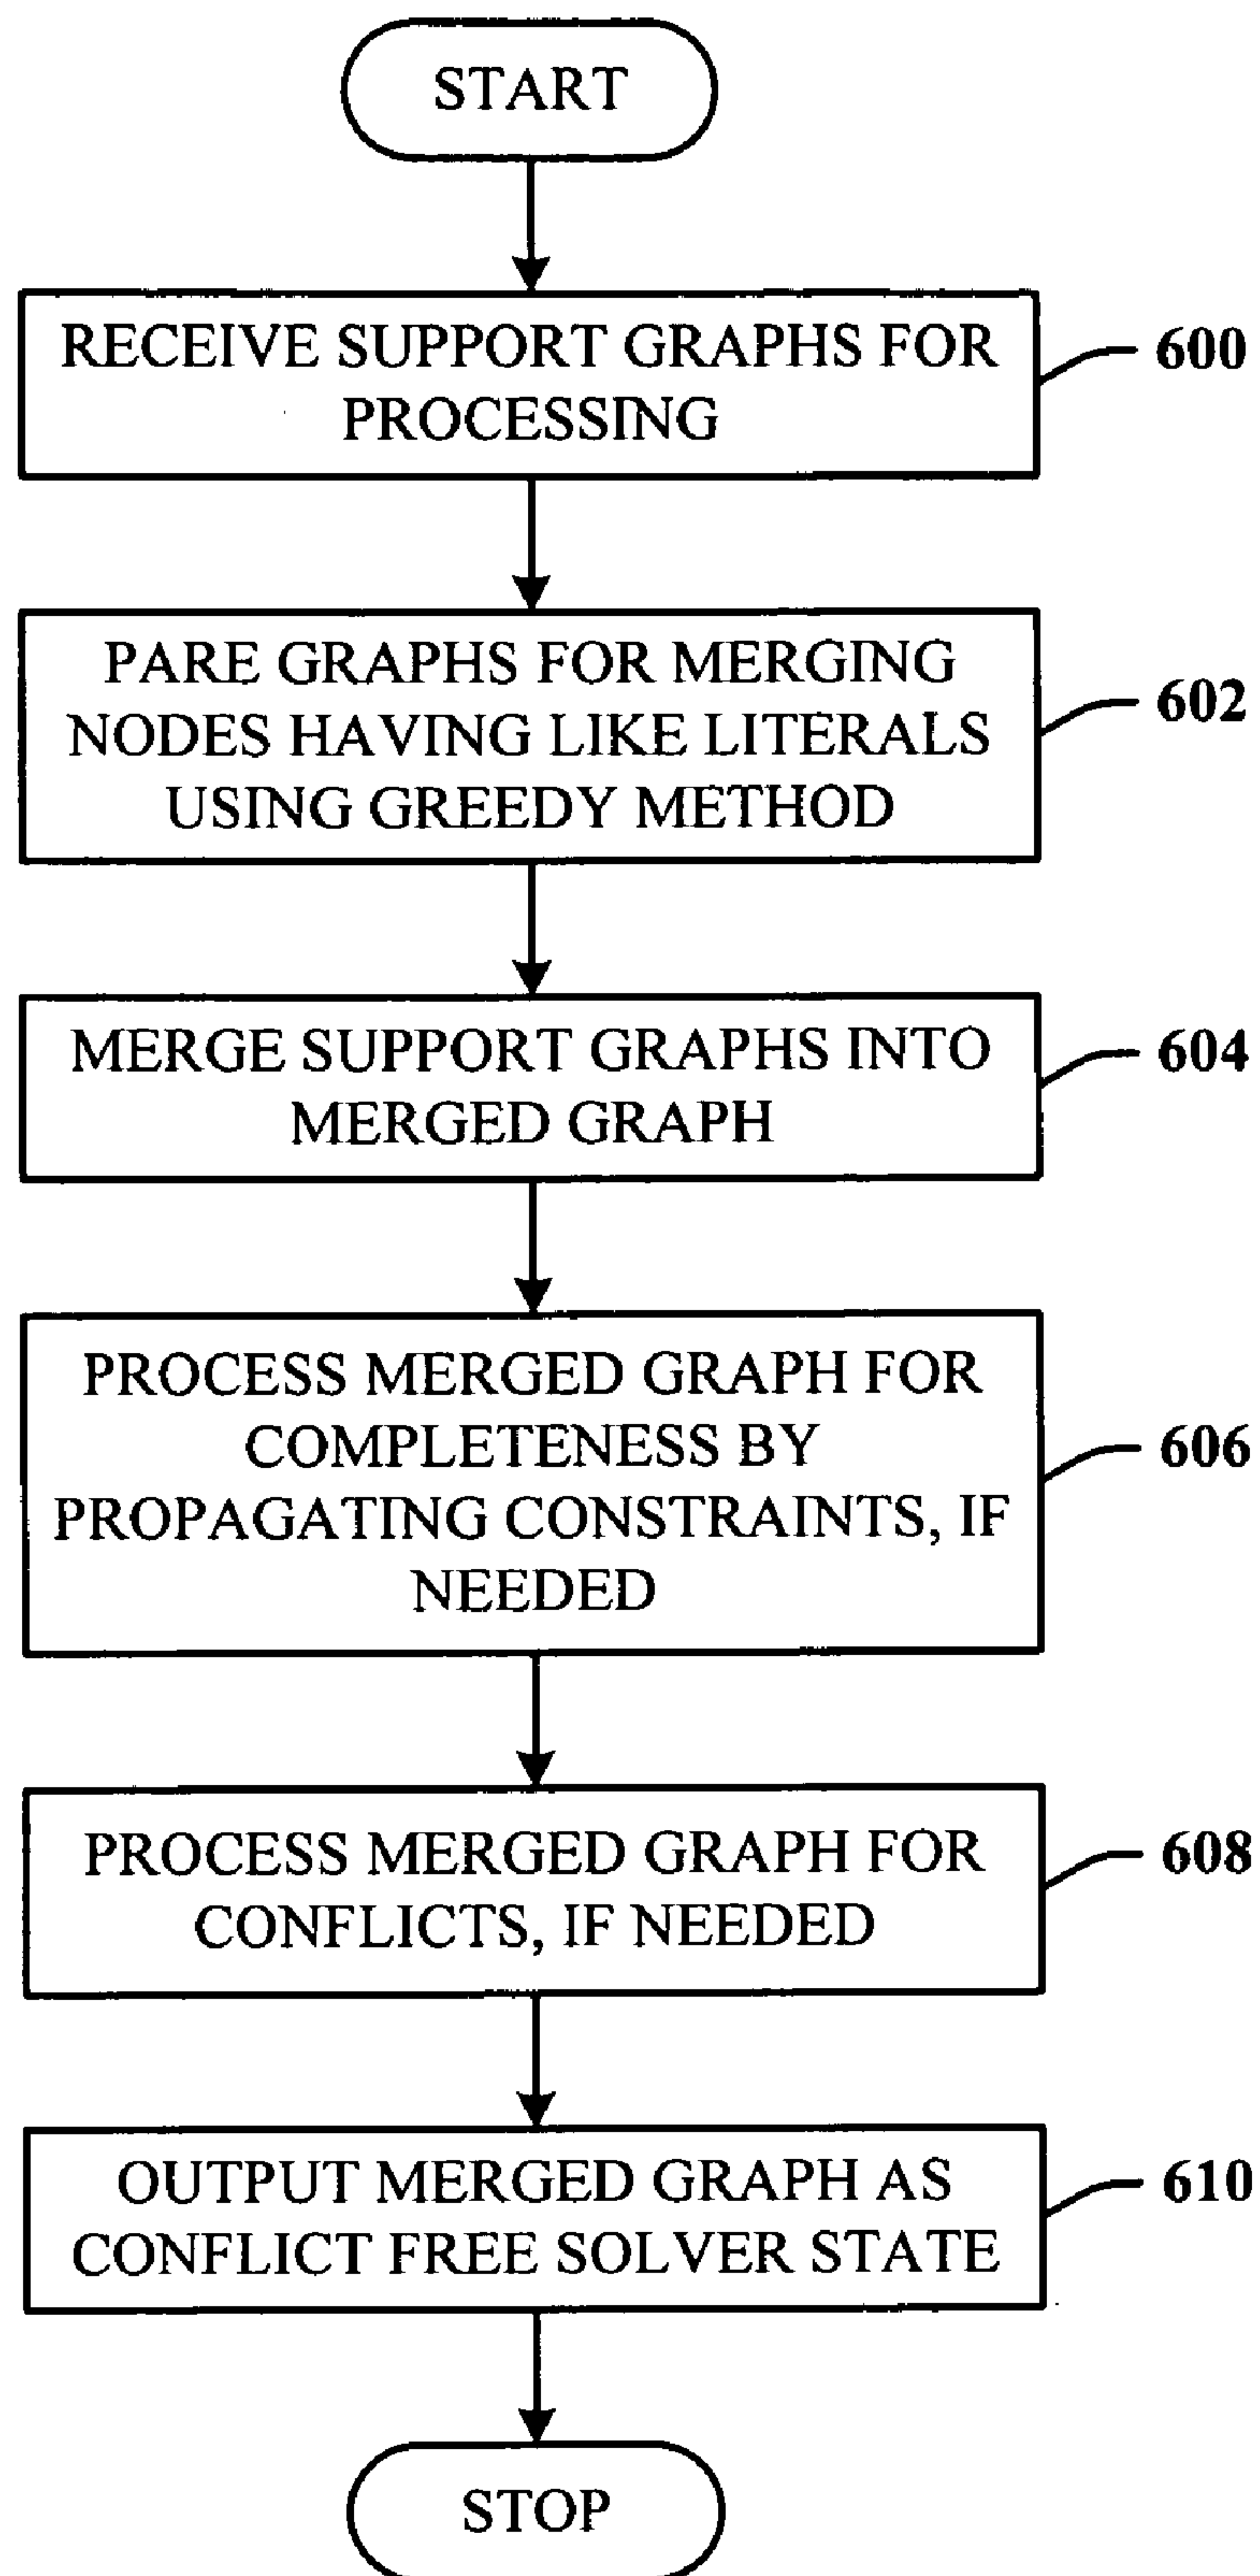 START
RECEIVE SUPPORT GRAPHS FOR
PROCESSING
600
PARE GRAPHS FOR MERGING
NODES HAVING LIKE LITERALS
USING GREEDY METHOD
602
MERGE SUPPORT GRAPHS INTO
MERGED GRAPH
604
PROCESS MERGED GRAPH FOR
COMPLETENESS BY
PROPAGATING CONSTRAINTS, IF
NEEDED
606
PROCESS MERGED GRAPH FOR
CONFLICTS, IF NEEDED
608
OUTPUT MERGED GRAPH AS
CONFLICT FREE SOLVER STATE
610
STOP